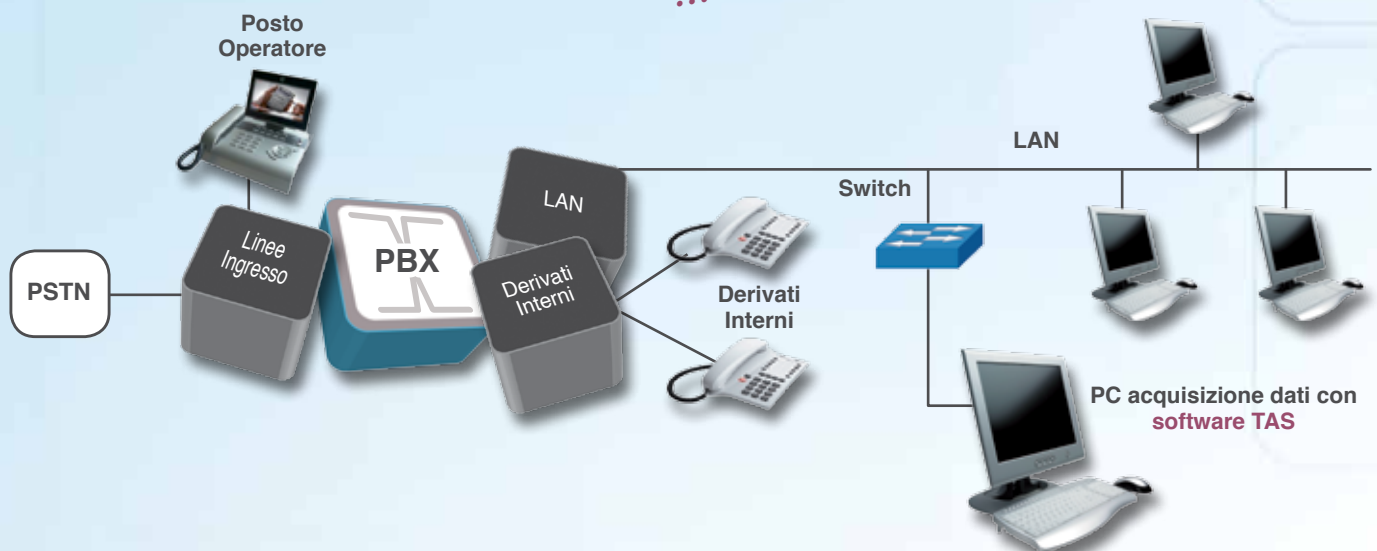 Posto
Operatore
LAN
Switch
LAN
Linee
Ingresso
PBX
Derivati
Interni
PSTN
Derivati
Interni
PC acquisizione dati con
software TAS